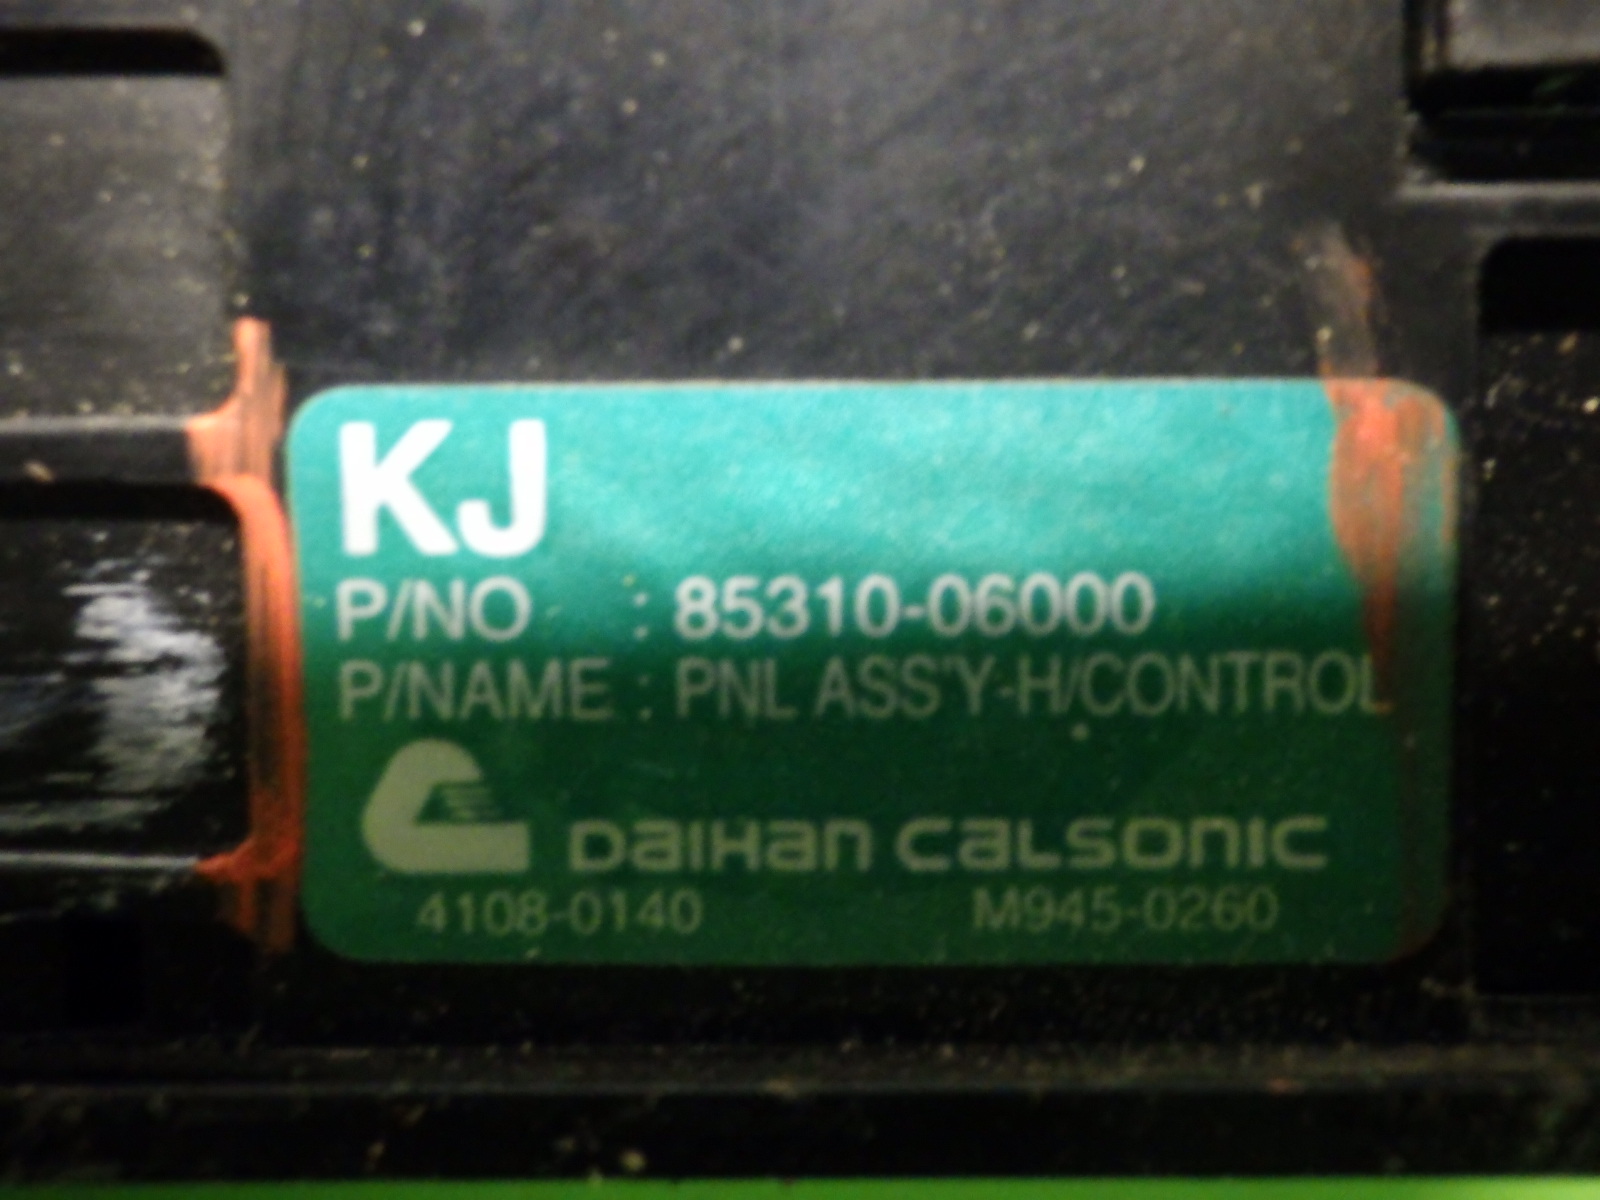 KJ
P/NO : 85310-06000
P/NAME : PNL ASS'Y-H/CONTROL
DAIHAN CALSONIC
4108-0140 M945-0260